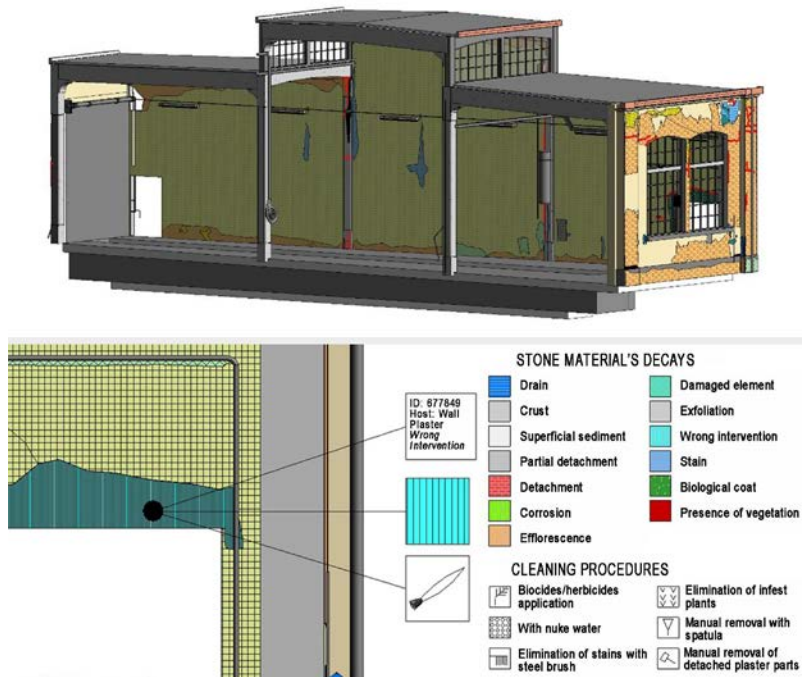 ID: 677849
Host: Wall
Plaster
Wrong
Intervention
STONE MATERIAL'S DECAYS
Drain
Crust
Superficial sediment
Partial detachment
Detachment
Corrosion
Efflorescence
Damaged element
Exfoliation
Wrong intervention
Stain
Biological coat
Presence of vegetation
CLEANING PROCEDURES
Biocides/herbicides
application
With nuke water
Elimination of stains with
steel brush
Elimination of infest
plants
Manual removal with
spatula
Manual removal of
detached plaster parts